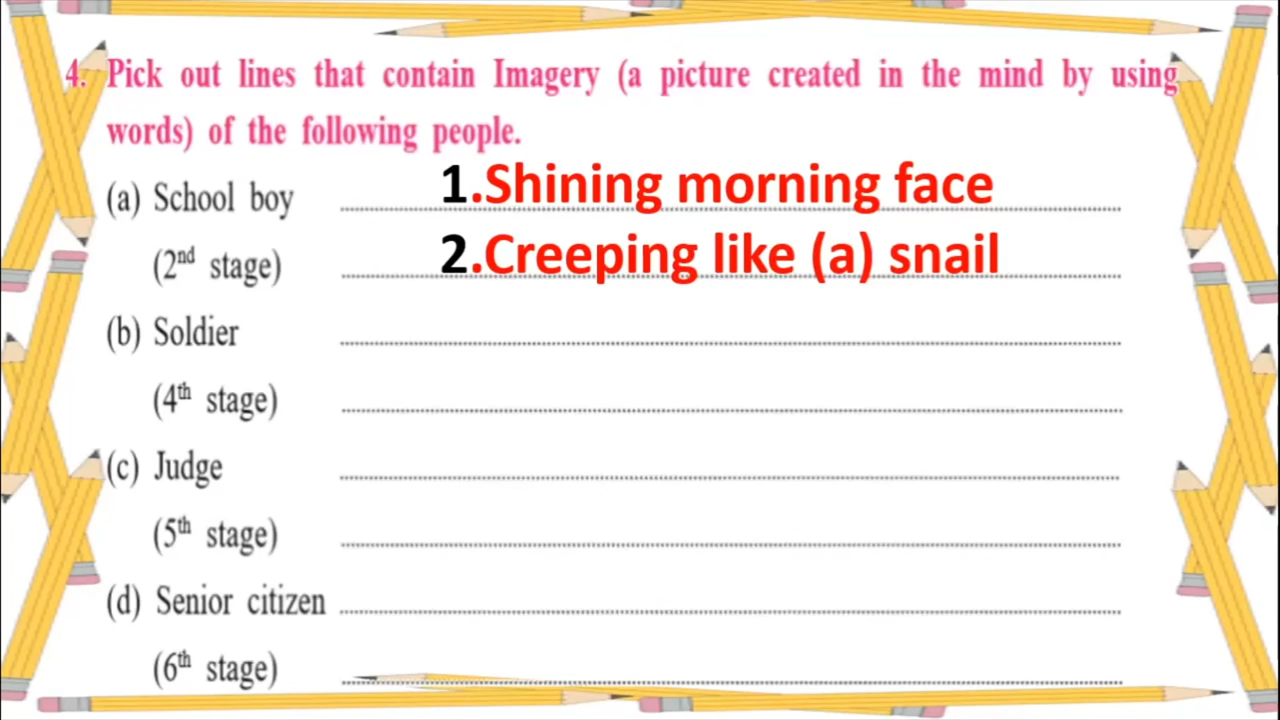 4. Pick out lines that contain Imagery (a picture created in the mind by using
words) of the following people.
(a) School boy 1.Shining morning face
(2nd stage) 2.Creeping like (a) snail
(b) Soldier
(4th stage)
(c) Judge
(5th stage)
(d) Senior citizen
(6th stage)